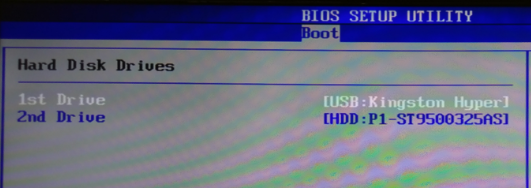 BIOS SETUP UTILITY
Boot
Hard Disk Drives
1st Drive [USB:Kingston Hyper]
2nd Drive [HDD:P1-ST9500325AS]